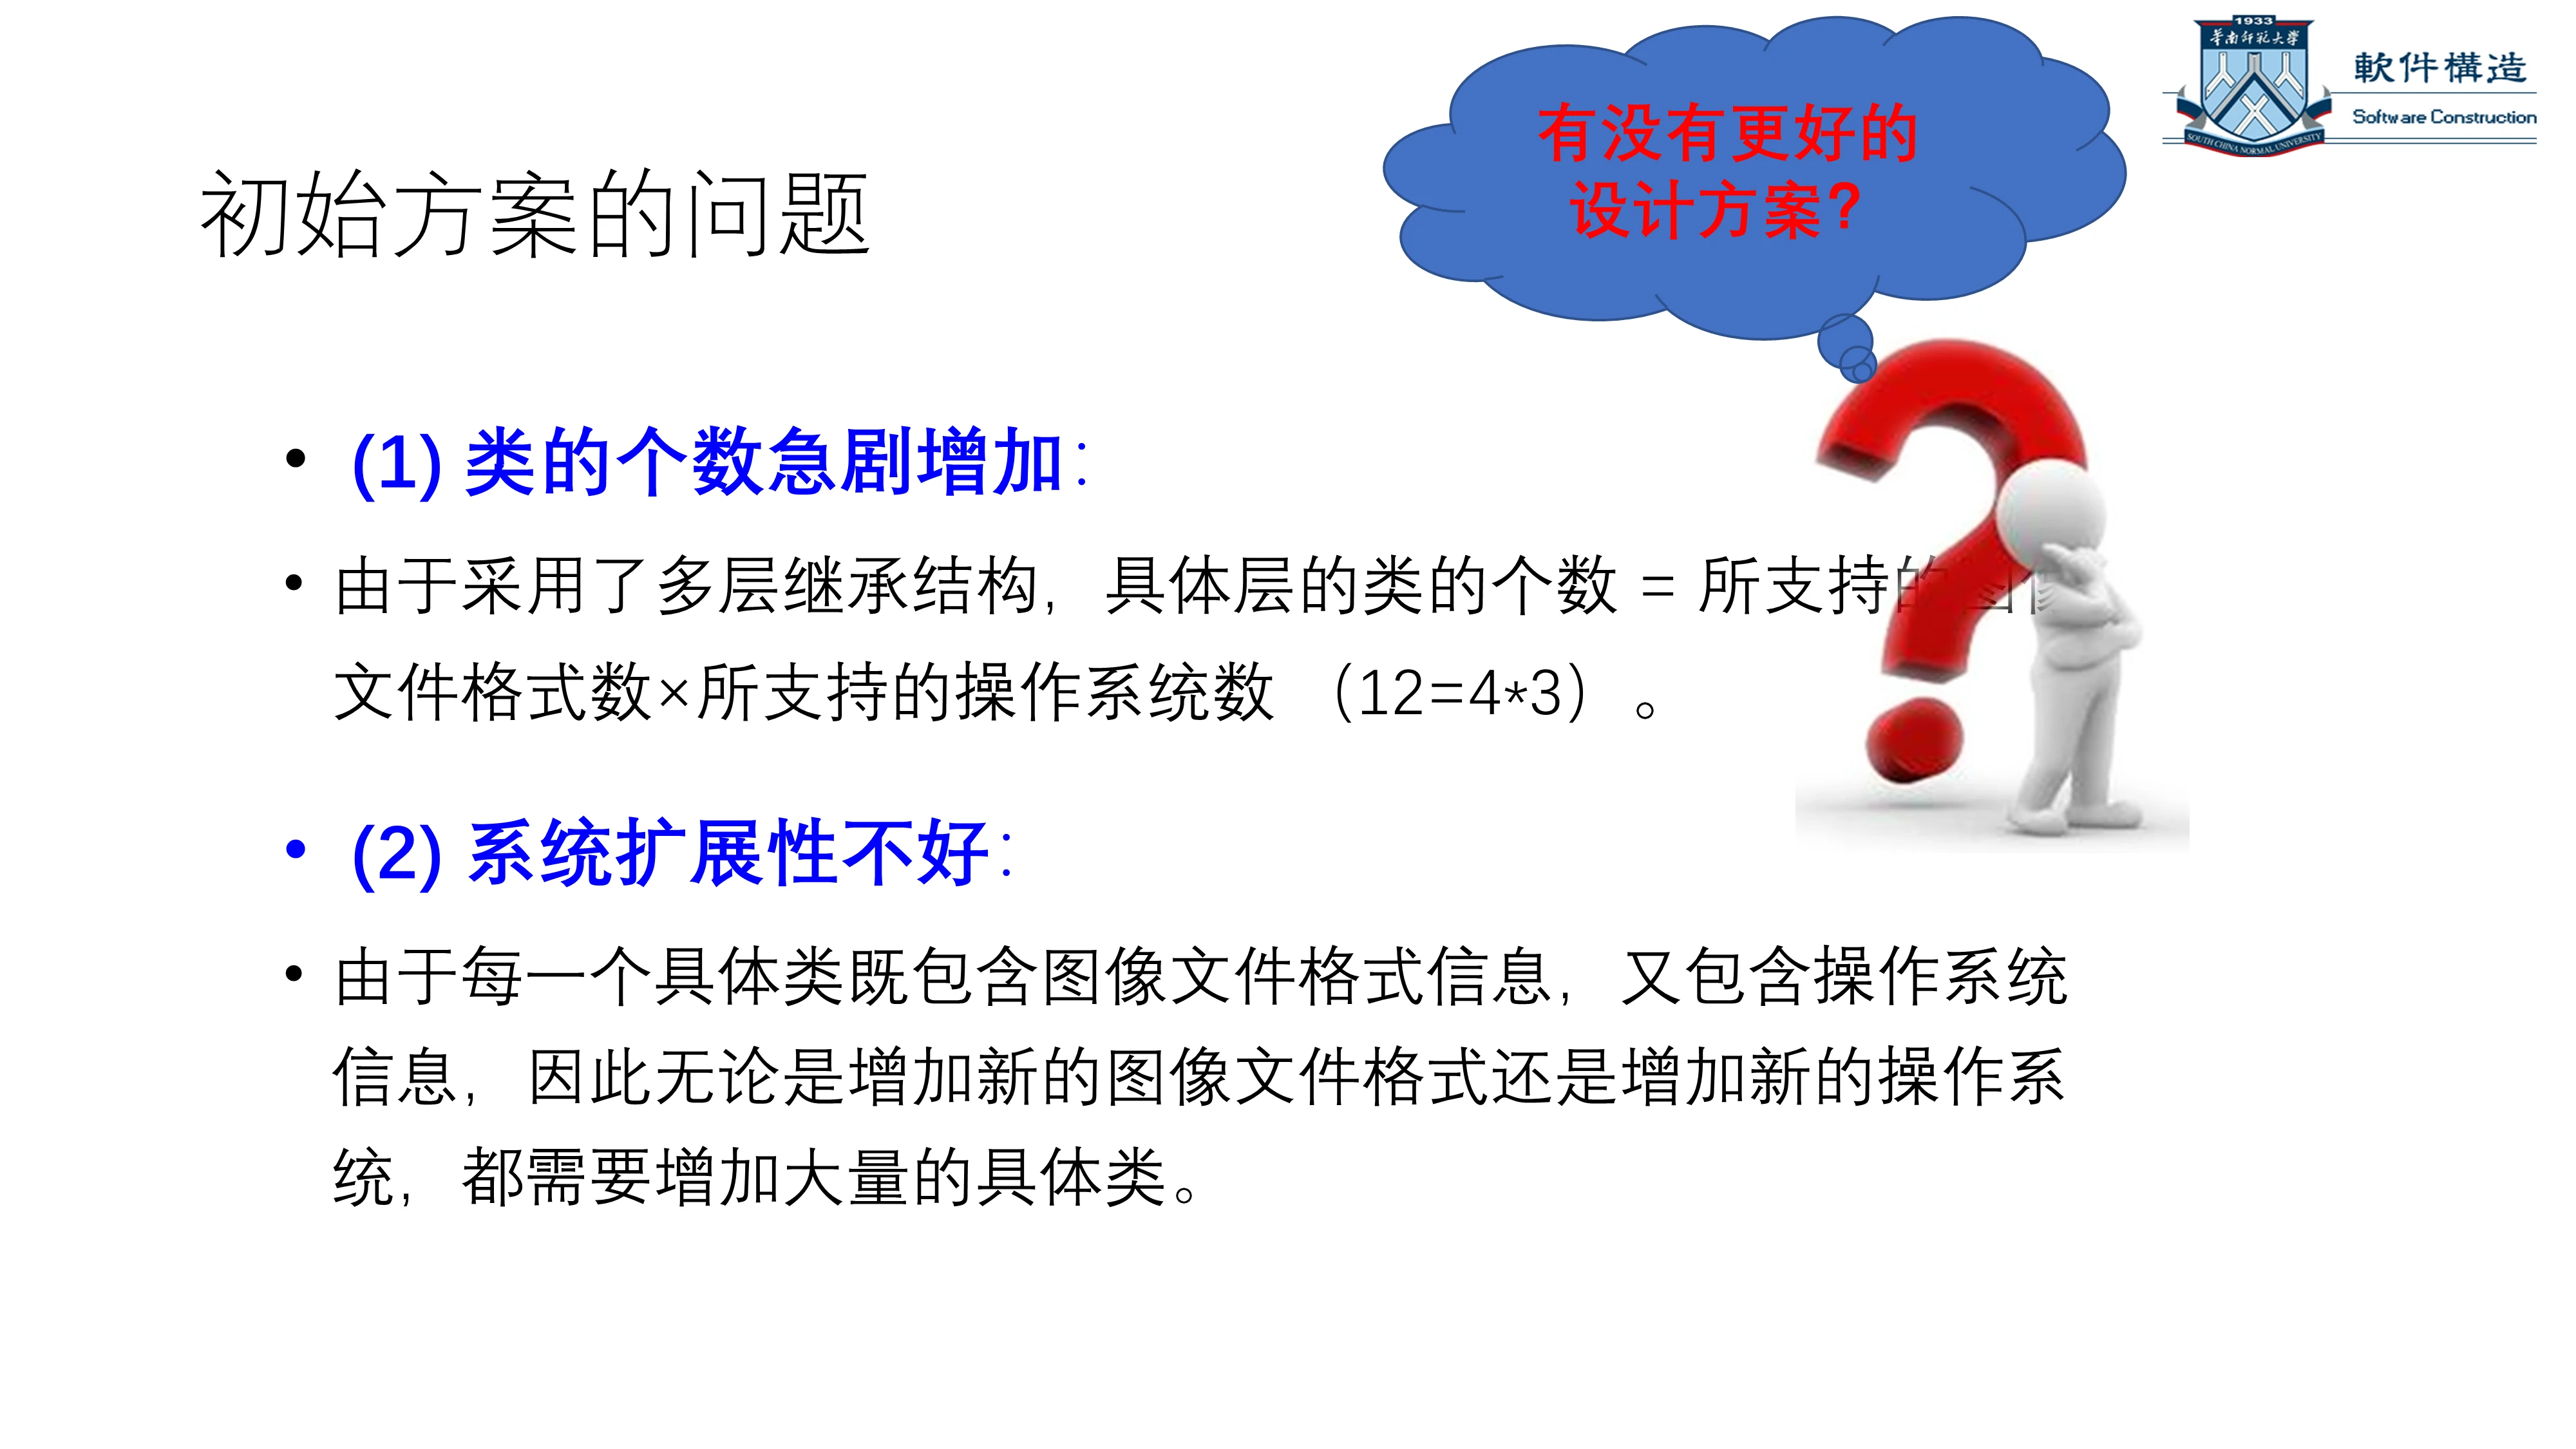 1933
华南师范大学
SOUTH CHINA NORMAL UNIVERSITY
軟件構造
Software Construction
有没有更好的
设计方案?
初始方案的问题
• (1) 类的个数急剧增加：
• 由于采用了多层继承结构，具体层的类的个数 = 所支持的图像
文件格式数×所支持的操作系统数 （12=4*3）。
• (2) 系统扩展性不好：
• 由于每一个具体类既包含图像文件格式信息，又包含操作系统
信息，因此无论是增加新的图像文件格式还是增加新的操作系
统，都需要增加大量的具体类。